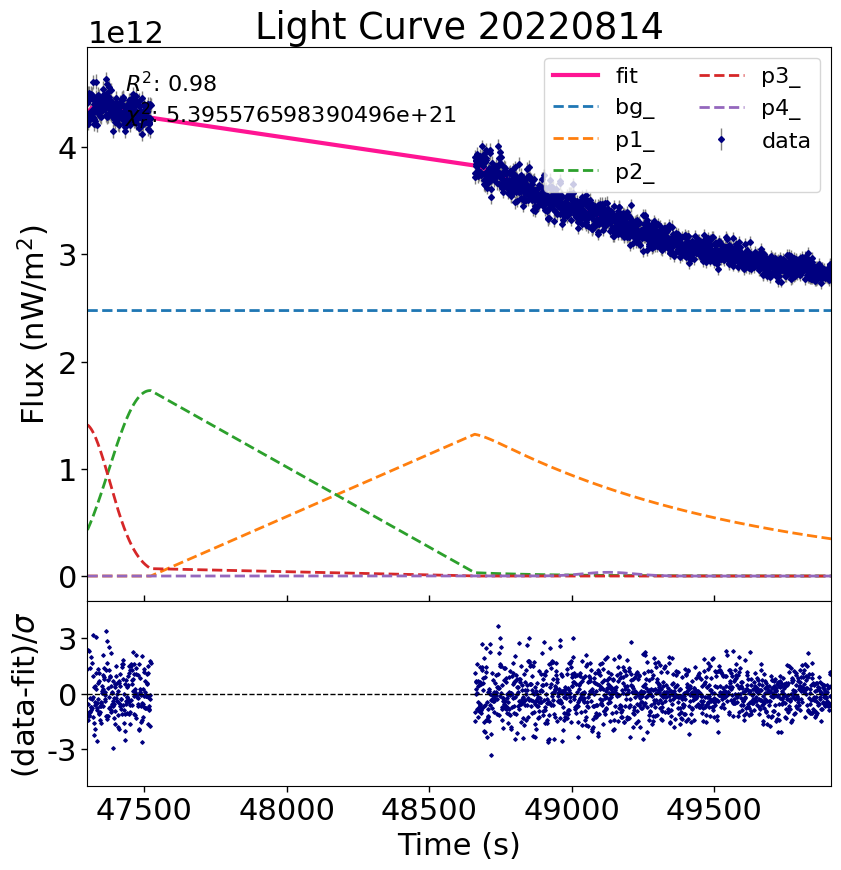 Light Curve 20220814
1e12
R²: 0.98
χ²: 5.395576598390496e+21
fit
bg_
p1_
p2_
p3_
p4_
data
Flux (nW/m²)
4
3
2
1
0
(data-fit)/σ
3
0
-3
47500 48000 48500 49000 49500
Time (s)